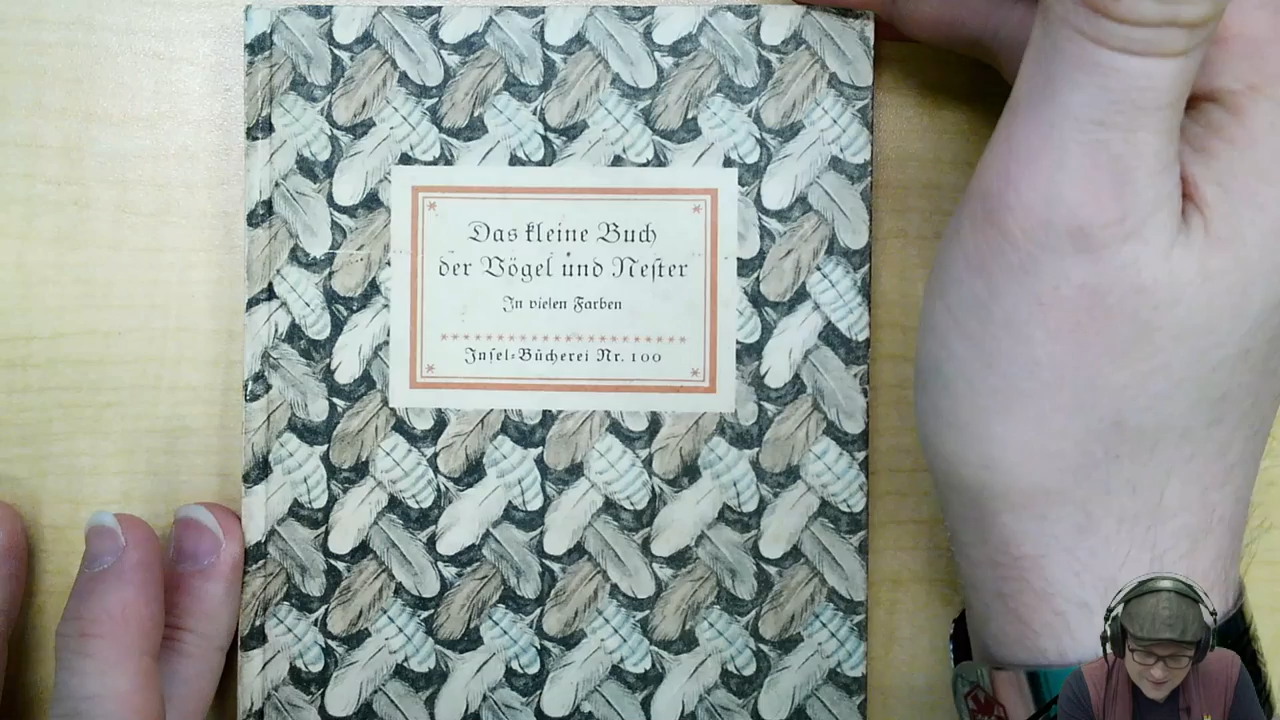 Das kleine Buch
der Vögel und Neſter
In vielen Farben
Inſel=Bücherei Nr. 100